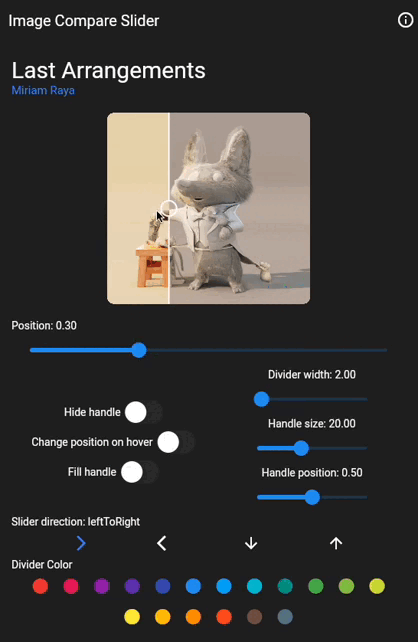 Image Compare Slider
Last Arrangements
Miriam Raya
Position: 0.30
Divider width: 2.00
Hide handle
Handle size: 20.00
Change position on hover
Fill handle
Handle position: 0.50
Slider direction: leftToRight
Divider Color